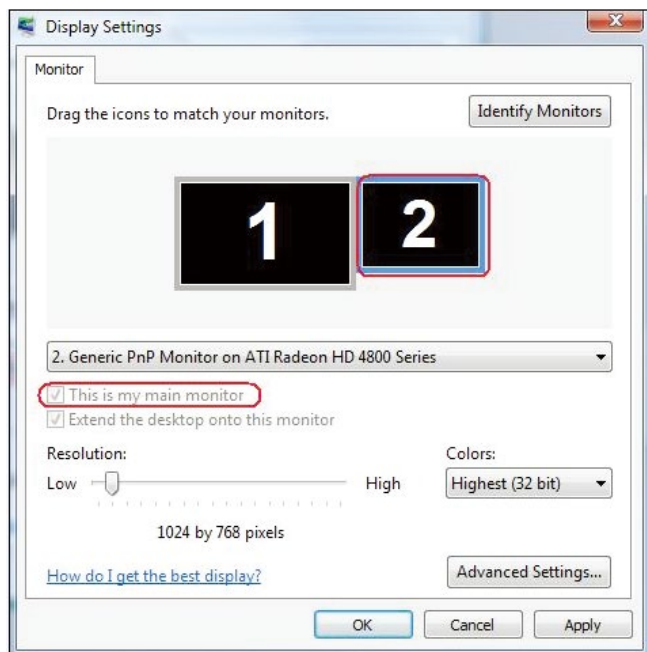 Display Settings
Monitor
Drag the icons to match your monitors.
Identify Monitors
1
2
2. Generic PnP Monitor on ATI Radeon HD 4800 Series
This is my main monitor
Extend the desktop onto this monitor
Resolution:
Colors:
Low
High
Highest (32 bit)
1024 by 768 pixels
How do I get the best display?
Advanced Settings...
OK
Cancel
Apply